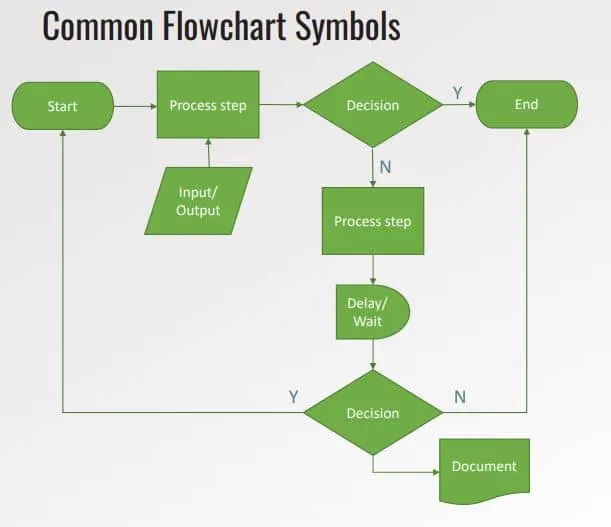 Common Flowchart Symbols
Start
Process step
Decision
Y
End
Input/
Output
N
Process step
Delay/
Wait
Y
Decision
N
Document